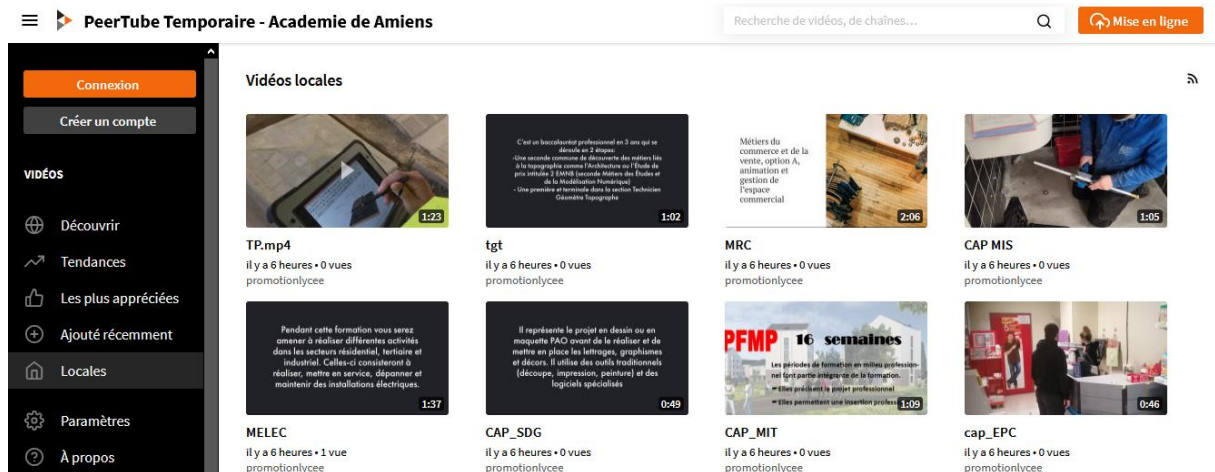 PeerTube Temporaire - Academie de Amiens
Recherche de vidéos, de chaînes...
Mise en ligne
Connexion
Créer un compte
VIDÉOS
Découvrir
Tendances
Les plus appréciées
Ajouté récemment
Locales
Paramètres
À propos
Vidéos locales
1:23
TP.mp4
il y a 6 heures • 0 vues
promotionlycee
C'est un baccalauréat professionnel en 3 ans qui se
déroule en 2 étapes:
-Une seconde commune de découverte des métiers liés
à la topographie comme l'Architecture ou l'Étude de
prix intitulée 2 EMNB (seconde Métiers des Études et
de la Modélisation Numérique)
- Une première et terminale dans la section Technicien
Géomètre Topographe
1:02
tgt
il y a 6 heures • 0 vues
promotionlycee
Métiers du
commerce et de la
vente, option A,
animation et
gestion de
l'espace
commercial
2:06
MRC
il y a 6 heures • 0 vues
promotionlycee
1:05
CAP MIS
il y a 6 heures • 0 vues
promotionlycee
Pendant cette formation vous serez
amener à réaliser différentes activités
dans les secteurs résidentiel, tertiaire et
industriel. Celles-ci consisteront à
réaliser, mettre en service, dépanner et
maintenir des installations électriques.
1:37
MELEC
il y a 6 heures • 1 vue
promotionlycee
Il représente le projet en dessin ou en
maquette PAO avant de le réaliser et de
mettre en place les lettrages, graphismes
et décors. Il utilise des outils traditionnels
(découpe, impression, peinture) et des
logiciels spécialisés
0:49
CAP_SDG
il y a 6 heures • 0 vues
promotionlycee
PFMP 16 semaines
Les périodes de formation en milieu profession-
nel font partie intégrante de la formation.
Elles précisent le projet professionnel
Elles permettent une insertion profess
1:09
CAP_MIT
il y a 6 heures • 0 vues
promotionlycee
0:46
cap_EPC
il y a 6 heures • 0 vues
promotionlycee